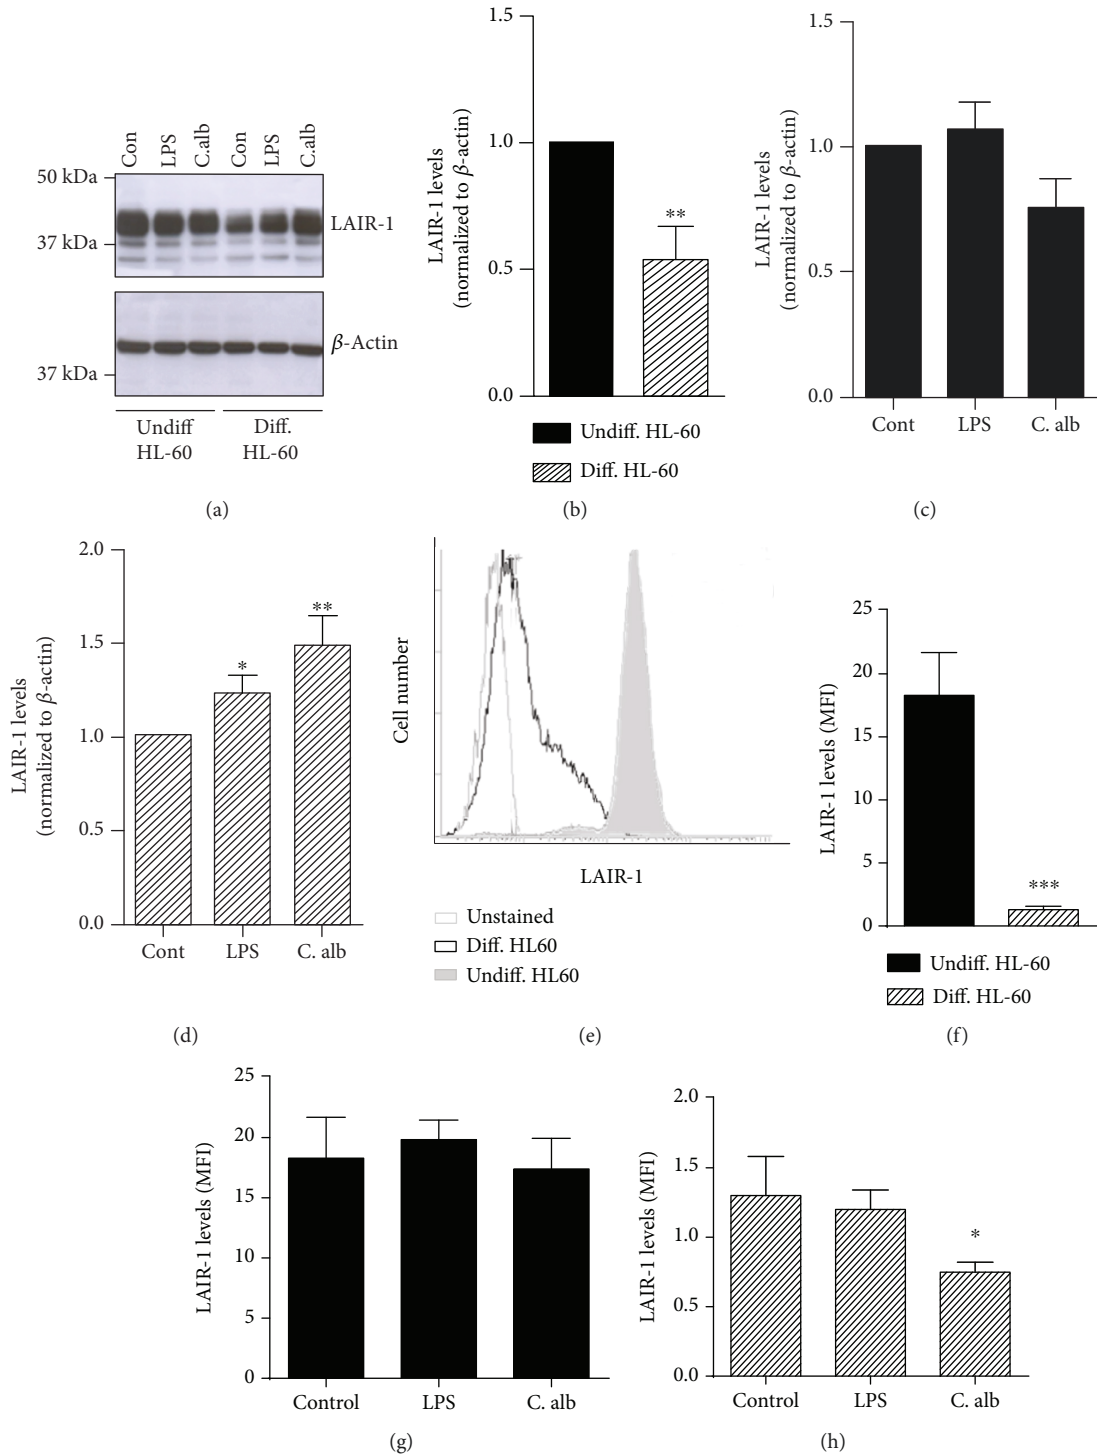 Con LPS C.alb Con LPS C.alb
50 kDa
LAIR-1
37 kDa
β-Actin
37 kDa
Undiff Diff.
HL-60 HL-60
(a)
LAIR-1 levels
(normalized to β-actin)
1.5
1.0
0.5
0.0
**
Undiff. HL-60
Diff. HL-60
(b)
LAIR-1 levels
(normalized to β-actin)
1.5
1.0
0.5
0.0
Cont LPS C. alb
(c)
LAIR-1 levels
(normalized to β-actin)
2.0
1.5
1.0
0.5
0.0
*
**
Cont LPS C. alb
(d)
Cell number
LAIR-1
Unstained
Diff. HL60
Undiff. HL60
(e)
LAIR-1 levels (MFI)
25
20
15
10
5
0
***
Undiff. HL-60
Diff. HL-60
(f)
LAIR-1 levels (MFI)
25
20
15
10
5
0
Control LPS C. alb
(g)
LAIR-1 levels (MFI)
2.0
1.5
1.0
0.5
0.0
*
Control LPS C. alb
(h)